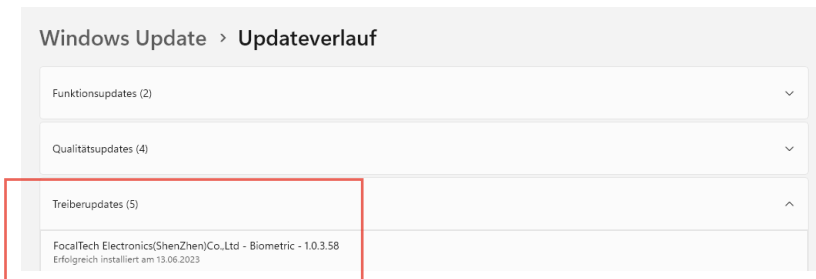 Windows Update > Updateverlauf
Funktionsupdates (2)
Qualitätsupdates (4)
Treiberupdates (5)
FocalTech Electronics(ShenZhen)Co.,Ltd - Biometric - 1.0.3.58
Erfolgreich installiert am 13.06.2023